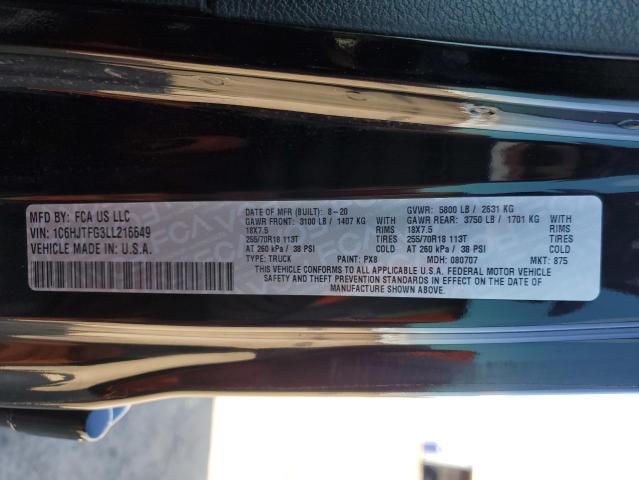 MFD BY: FCA US LLC
VIN: 1C6HJTFG3LL216649
VEHICLE MADE IN U.S.A.
DATE OF MFR (BUILT): 8-20
GAWR FRONT: 3100 LB / 1407 KG WITH
18X7.5 RIMS
255/70R18 113T TIRES
AT 260 kPa / 38 PSI COLD
TYPE: TRUCK PAINT: PX8
GVWR: 5800 LB / 2631 KG
GAWR REAR: 3750 LB / 1701 KG WITH
18X7.5 RIMS
255/70R18 113T TIRES
AT 260 kPa / 38 PSI COLD
MDH: 080707 MKT: 875
THIS VEHICLE CONFORMS TO ALL APPLICABLE U.S.A. FEDERAL MOTOR VEHICLE
SAFETY AND THEFT PREVENTION STANDARDS IN EFFECT ON THE DATE OF
MANUFACTURE SHOWN ABOVE.